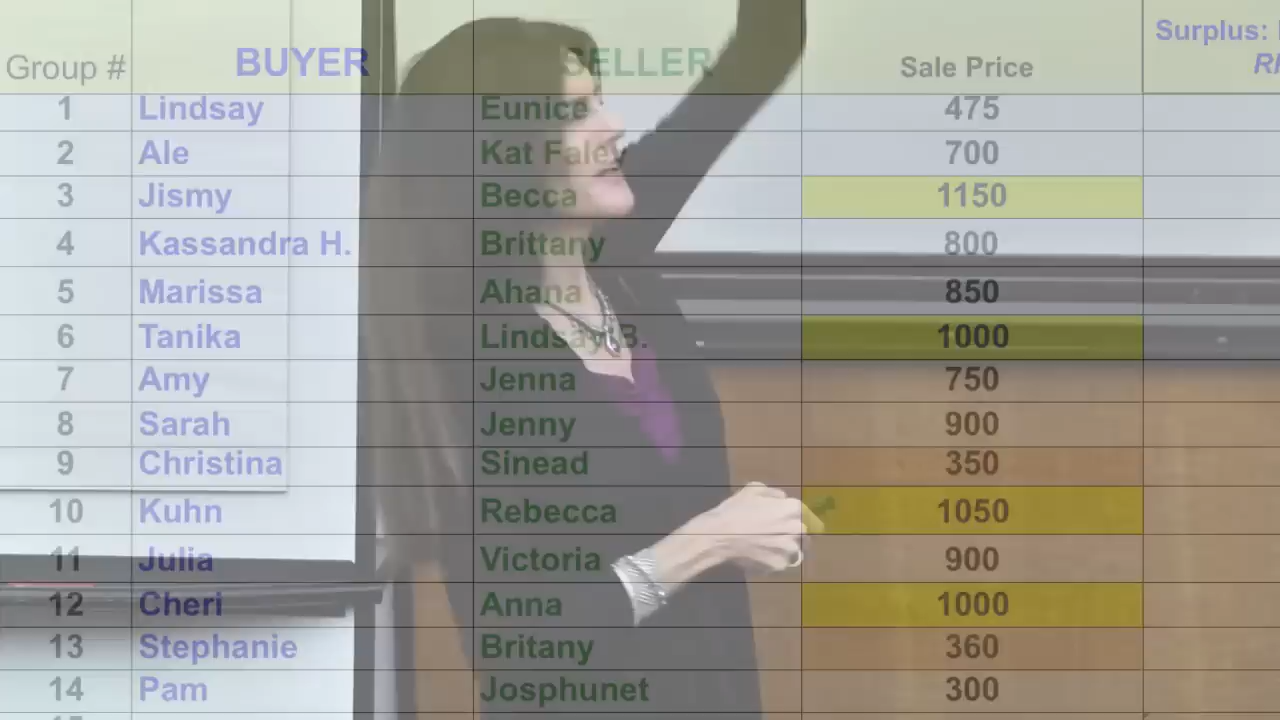 Surplus:
Group # BUYER SELLER Sale Price
1 Lindsay Eunice 475
2 Ale Kat Faley 700
3 Jismy Becca 1150
4 Kassandra H. Brittany 800
5 Marissa Ahana 850
6 Tanika Lindsay B. 1000
7 Amy Jenna 750
8 Sarah Jenny 900
9 Christina Sinead 350
10 Kuhn Rebecca 1050
11 Julia Victoria 900
12 Cheri Anna 1000
13 Stephanie Britany 360
14 Pam Josphunet 300